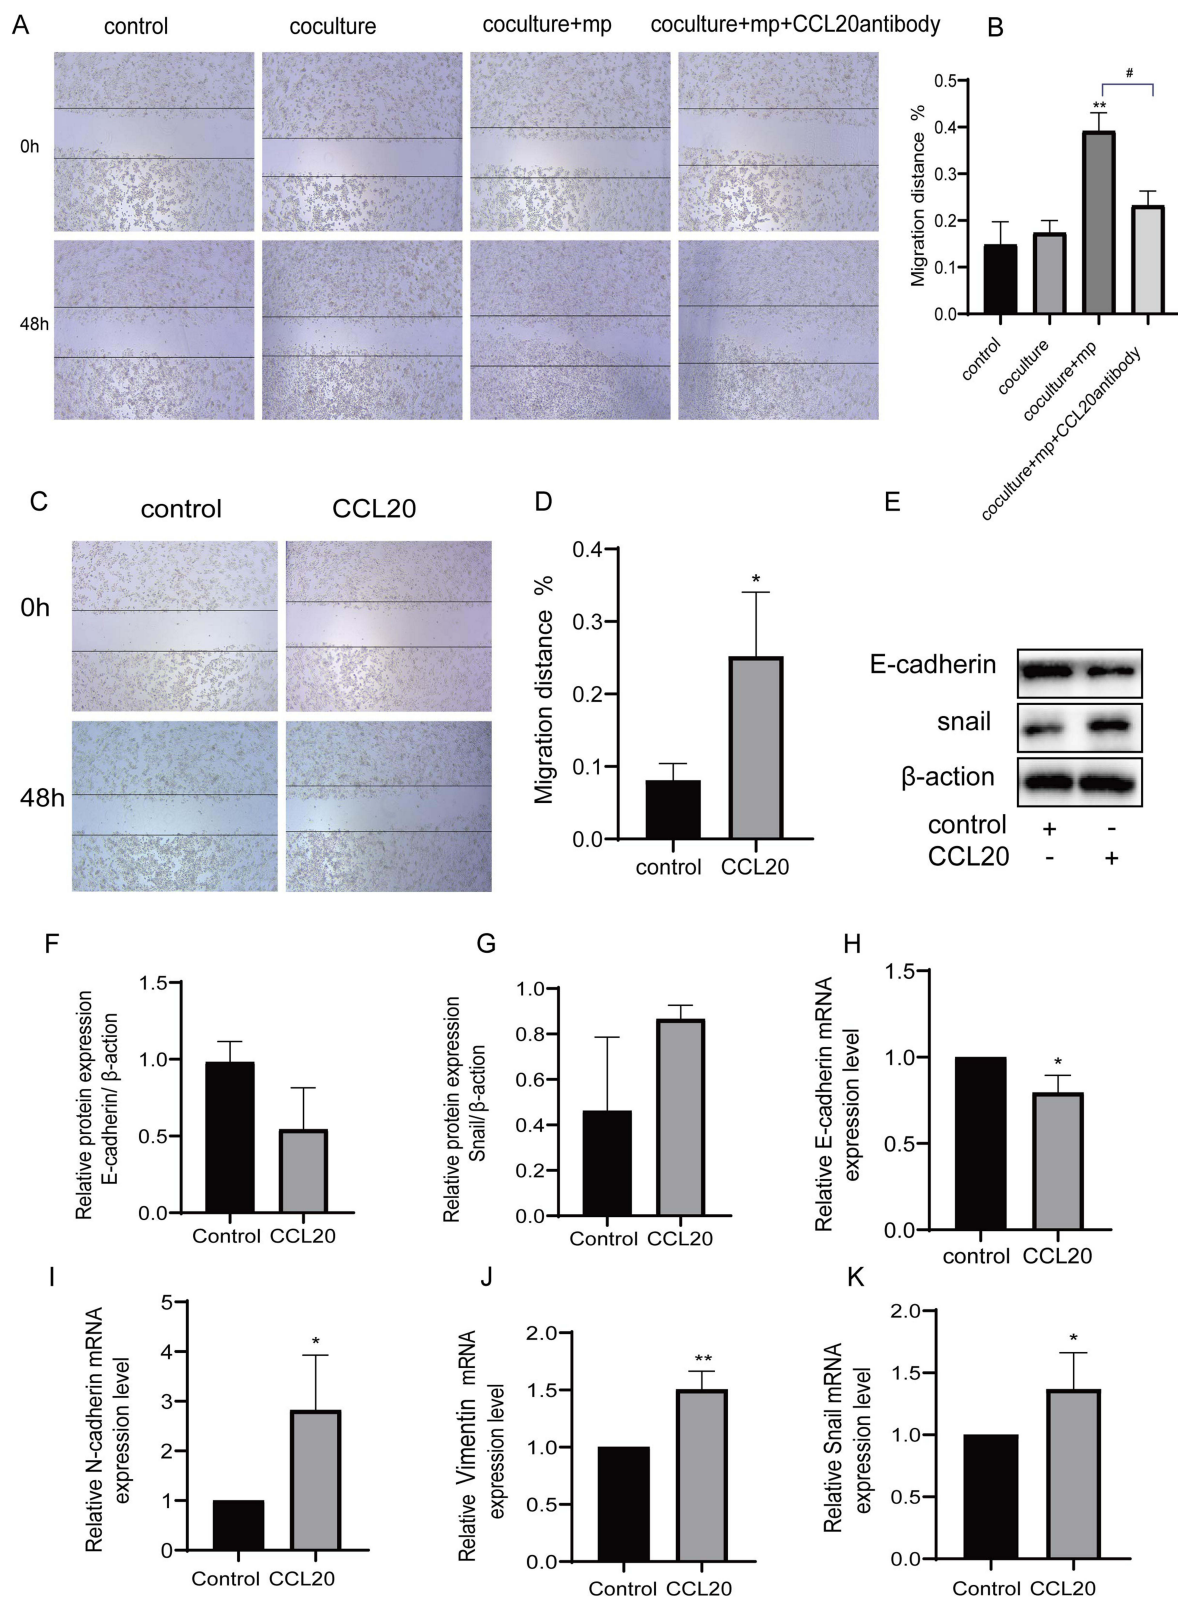 A
control
coculture
coculture+mp
coculture+mp+CCL20antibody
0h
48h
B
Migration distance %
0.5
0.4
0.3
0.2
0.1
0.0
**
#
control
coculture
coculture+mp
coculture+mp+CCL20antibody
C
control
CCL20
0h
48h
D
Migration distance %
0.4
0.3
0.2
0.1
0.0
*
control
CCL20
E
E-cadherin
snail
β-action
control + -
CCL20 - +
F
Relative protein expression
E-cadherin/ β-action
1.5
1.0
0.5
0.0
Control
CCL20
G
Relative protein expression
Snail/β-action
1.0
0.8
0.6
0.4
0.2
0.0
Control
CCL20
H
Relative E-cadherin mRNA
expression level
1.5
1.0
0.5
0.0
*
control
CCL20
I
Relative N-cadherin mRNA
expression level
5
4
3
2
1
0
*
Control
CCL20
J
Relative Vimentin mRNA
expression level
2.0
1.5
1.0
0.5
0.0
**
Control
CCL20
K
Relative Snail mRNA
expression level
2.0
1.5
1.0
0.5
0.0
*
Control
CCL20